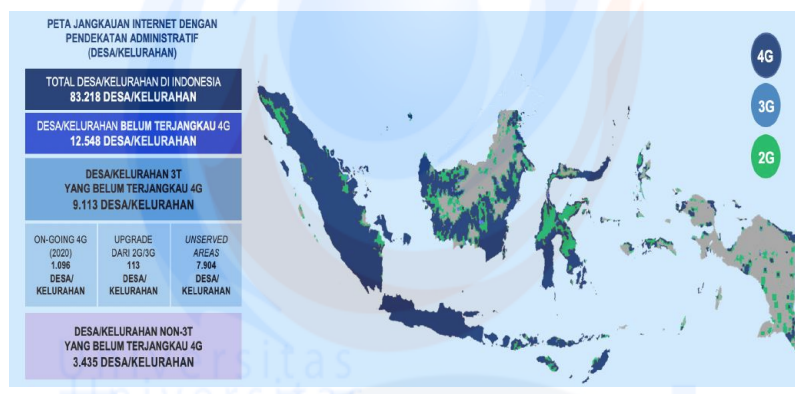 PETA JANGKAUAN INTERNET DENGAN
PENDEKATAN ADMINISTRATIF
(DESA/KELURAHAN)
TOTAL DESA/KELURAHAN DI INDONESIA
83.218 DESA/KELURAHAN
DESA/KELURAHAN BELUM TERJANGKAU 4G
12.548 DESA/KELURAHAN
DESA/KELURAHAN 3T
YANG BELUM TERJANGKAU 4G
9.113 DESA/KELURAHAN
ON-GOING 4G
(2020)
1.096
DESA/
KELURAHAN
UPGRADE
DARI 2G/3G
113
DESA/
KELURAHAN
UNSERVED
AREAS
7.904
DESA/
KELURAHAN
DESA/KELURAHAN NON-3T
YANG BELUM TERJANGKAU 4G
3.435 DESA/KELURAHAN
4G
3G
2G
Universitas
Universitas